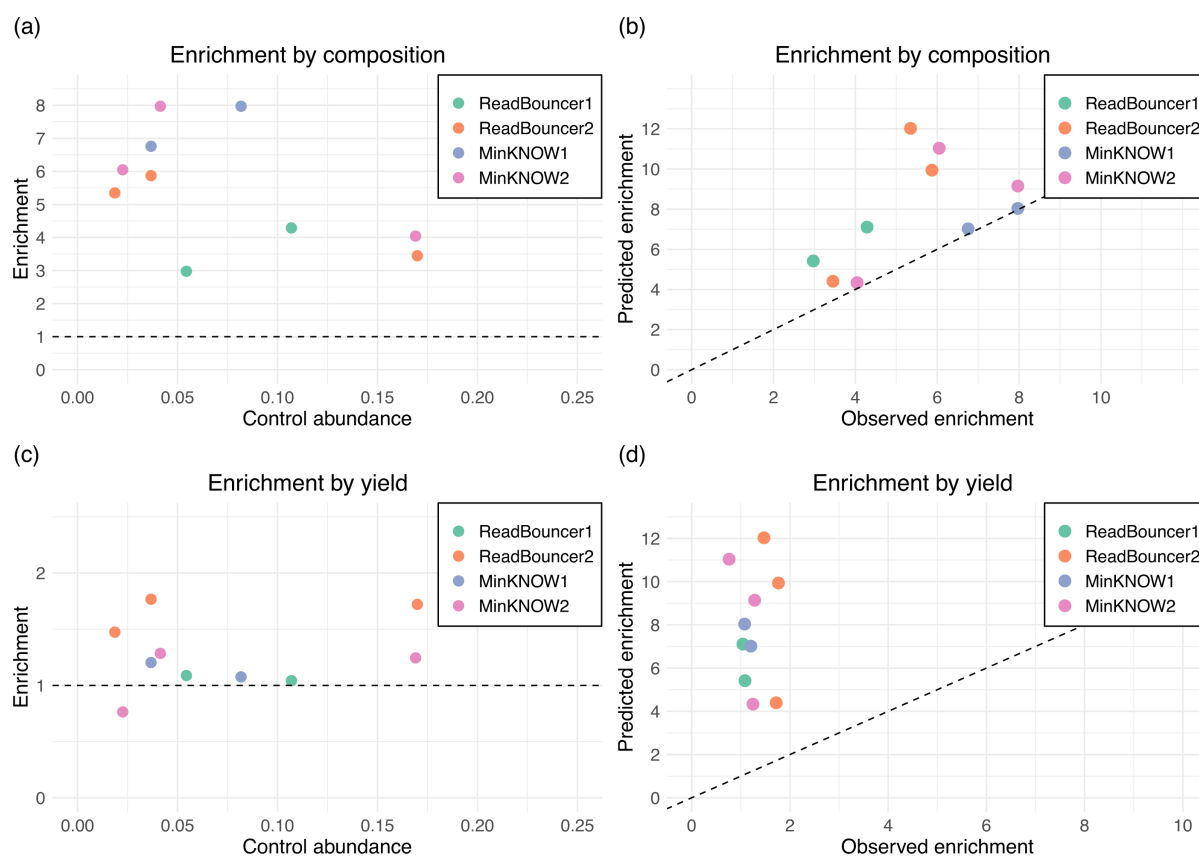 (a)
Enrichment by composition
Enrichment
8
7
6
5
4
3
2
1
0
0.00 0.05 0.10 0.15 0.20 0.25
Control abundance
ReadBouncer1
ReadBouncer2
MinKNOW1
MinKNOW2
(b)
Enrichment by composition
Predicted enrichment
12
10
8
6
4
2
0
0 2 4 6 8 10
Observed enrichment
ReadBouncer1
ReadBouncer2
MinKNOW1
MinKNOW2
(c)
Enrichment by yield
Enrichment
2
1
0
0.00 0.05 0.10 0.15 0.20 0.25
Control abundance
ReadBouncer1
ReadBouncer2
MinKNOW1
MinKNOW2
(d)
Enrichment by yield
Predicted enrichment
12
10
8
6
4
2
0
0 2 4 6 8 10
Observed enrichment
ReadBouncer1
ReadBouncer2
MinKNOW1
MinKNOW2